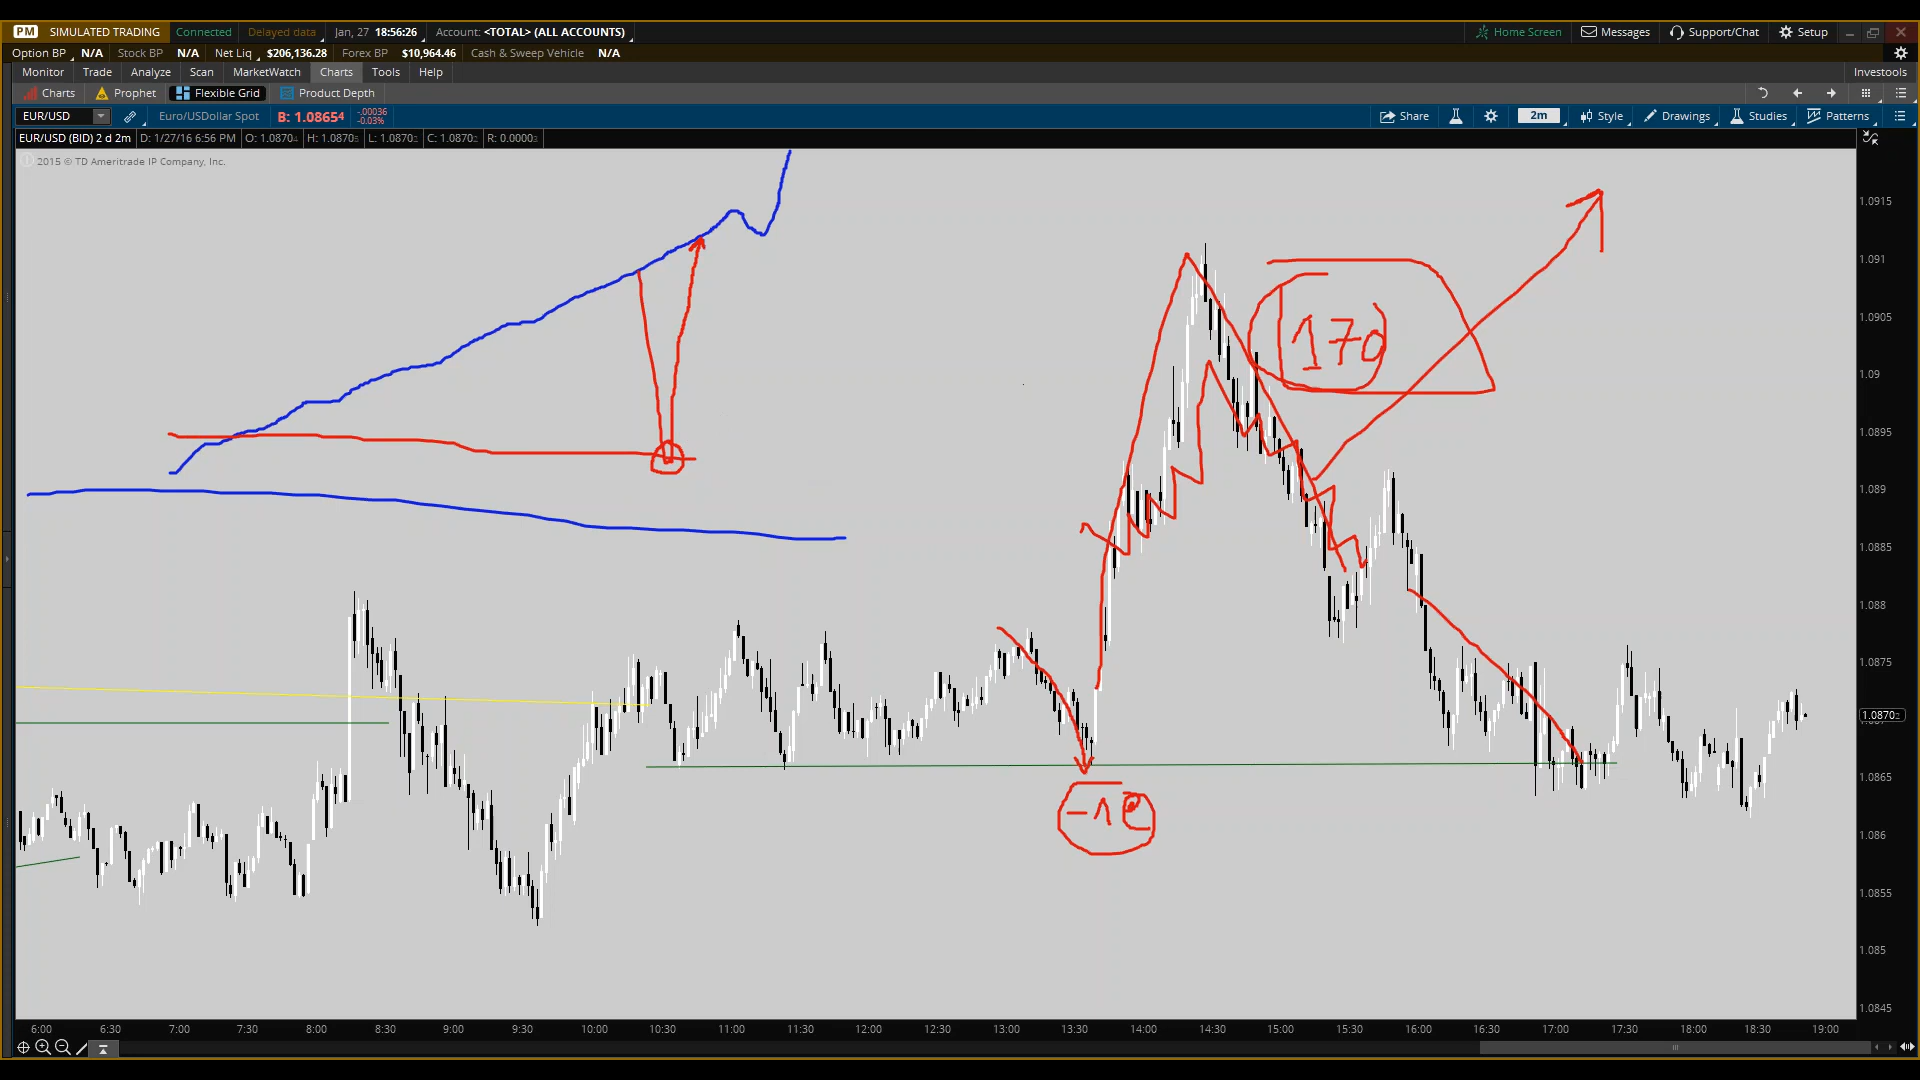 PM SIMULATED TRADING Connected Delayed data Jan, 27 18:56:26 Account: <TOTAL> (ALL ACCOUNTS) Home Screen Messages Support/Chat Setup
Option BP N/A Stock BP N/A Net Liq $206,136.28 Forex BP $10,964.46 Cash & Sweep Vehicle N/A
Monitor Trade Analyze Scan MarketWatch Charts Tools Help Investools
Charts Prophet Flexible Grid Product Depth
EUR/USD Euro/USDollar Spot B: 1.08654 -.00036 -0.03% Share 2m Style Drawings Studies Patterns
EUR/USD (BID) 2 d 2m D: 1/27/16 6:56 PM O: 1.08704 H: 1.08705 L: 1.08702 C: 1.08702 R: 0.00003
2015 © TD Ameritrade IP Company, Inc.
1.0915
1.091
1.0905
170
1.09
1.0895
1.089
1.0885
1.088
1.0875
1.08702
1.0865
-10
1.086
1.0855
1.085
1.0845
6:00 6:30 7:00 7:30 8:00 8:30 9:00 9:30 10:00 10:30 11:00 11:30 12:00 12:30 13:00 13:30 14:00 14:30 15:00 15:30 16:00 16:30 17:00 17:30 18:00 18:30 19:00